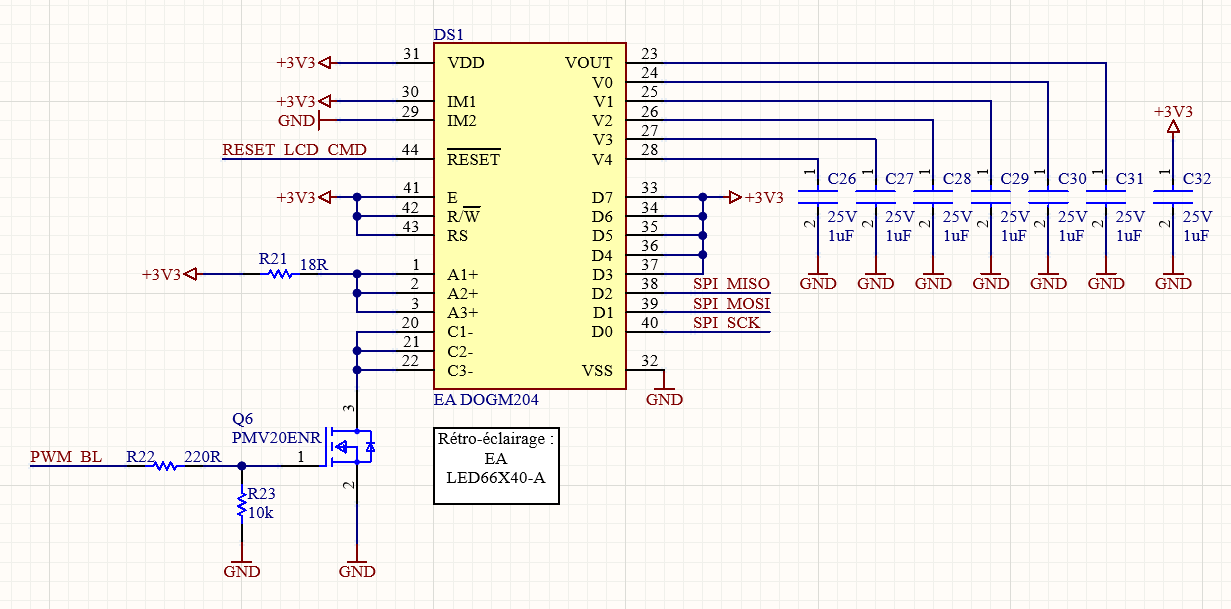 DS1
+3V3 31 VDD VOUT 23
V0 24
+3V3 30 IM1 V1 25
GND 29 IM2 V2 26
V3 27
RESET_LCD_CMD 44 RESET V4 28
+3V3 41 E D7 33 +3V3
42 R/W D6 34
43 RS D5 35
D4 36
+3V3 R21 18R 1 A1+ D3 37
2 A2+ D2 38 SPI_MISO
3 A3+ D1 39 SPI_MOSI
20 C1- D0 40 SPI_SCK
21 C2-
22 C3- VSS 32
GND
EA DOGM204
+3V3
1 C26 1 C27 1 C28 1 C29 1 C30 1 C31 1 C32
25V 25V 25V 25V 25V 25V 25V
2 1uF 2 1uF 2 1uF 2 1uF 2 1uF 2 1uF 2 1uF
GND GND GND GND GND GND GND
3
Q6
PMV20ENR
PWM_BL R22 220R 1
2
R23
10k
GND GND
Rétro-éclairage :
EA
LED66X40-A